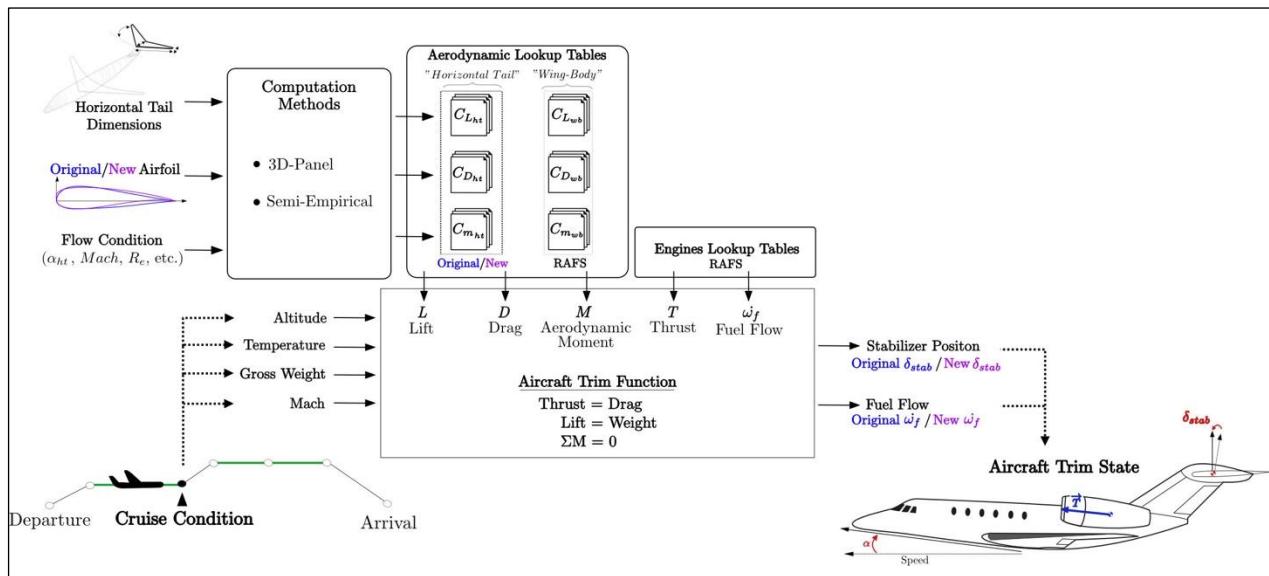 Horizontal Tail
Dimensions
Original/New Airfoil
Flow Condition
(α_ht, Mach, R_e, etc.)
Computation
Methods
• 3D-Panel
• Semi-Empirical
Aerodynamic Lookup Tables
"Horizontal Tail" "Wing-Body"
C_L_ht C_L_wb
C_D_ht C_D_wb
C_m_ht C_m_wb
Original/New RAFS
Engines Lookup Tables
RAFS
Altitude
Temperature
Gross Weight
Mach
L D M T ω̇_f
Lift Drag Aerodynamic Thrust Fuel Flow
Moment
Aircraft Trim Function
Thrust = Drag
Lift = Weight
ΣM = 0
Stabilizer Positon
Original δ_stab / New δ_stab
Fuel Flow
Original ω̇_f / New ω̇_f
Departure
Cruise Condition
Arrival
Aircraft Trim State
δ_stab
T
α
Speed